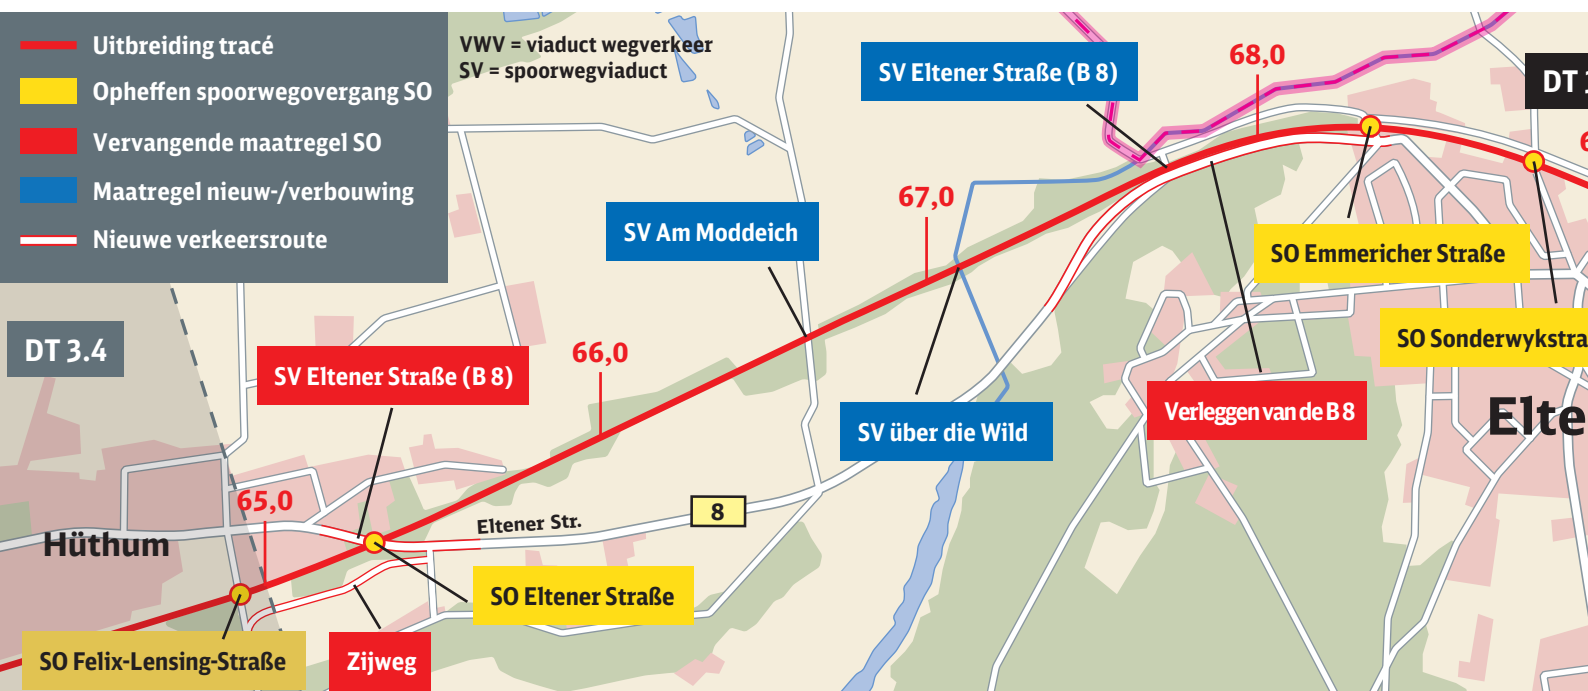 Uitbreiding tracé
Opheffen spoorwegovergang SO
Vervangende maatregel SO
Maatregel nieuw-/verbouwing
Nieuwe verkeersroute
VWV = viaduct wegverkeer
SV = spoorwegviaduct
SV Eltener Straße (B 8)
68,0
DT
67,0
SV Am Moddeich
SO Emmericher Straße
DT 3.4
66,0
SV Eltener Straße (B 8)
SO Sonderwykstra
Verleggen van de B 8
Elte
SV über die Wild
65,0
8
Eltener Str.
Hüthum
SO Eltener Straße
SO Felix-Lensing-Straße
Zijweg